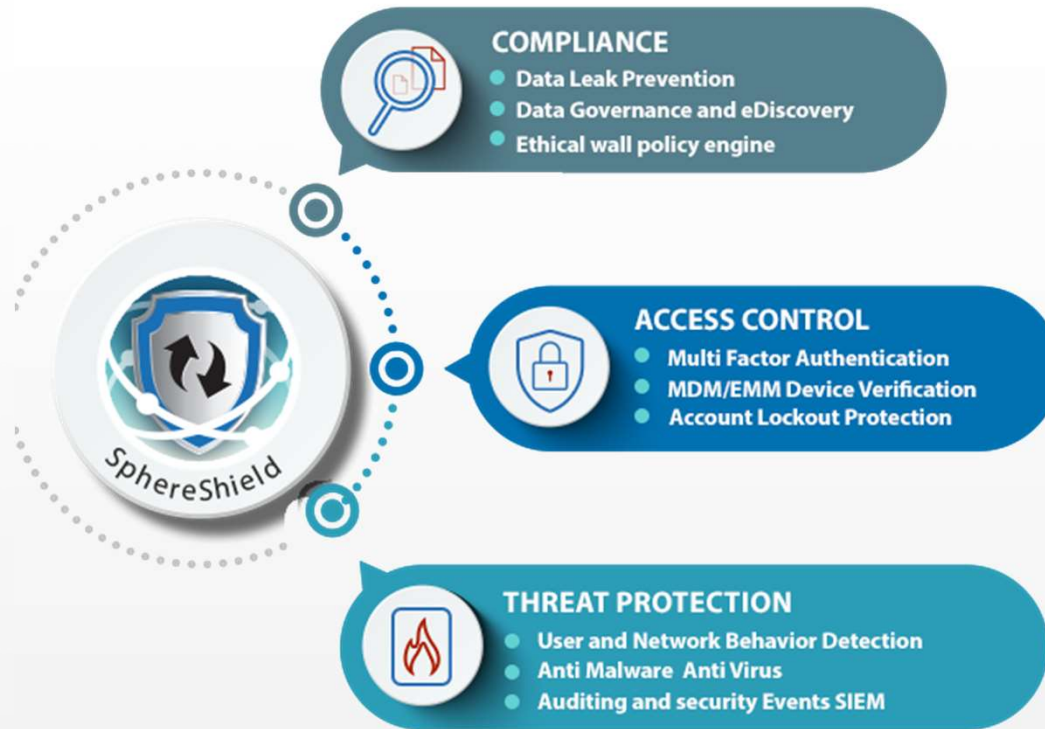 COMPLIANCE
Data Leak Prevention
Data Governance and eDiscovery
Ethical wall policy engine
SphereShield
ACCESS CONTROL
Multi Factor Authentication
MDM/EMM Device Verification
Account Lockout Protection
THREAT PROTECTION
User and Network Behavior Detection
Anti Malware Anti Virus
Auditing and security Events SIEM